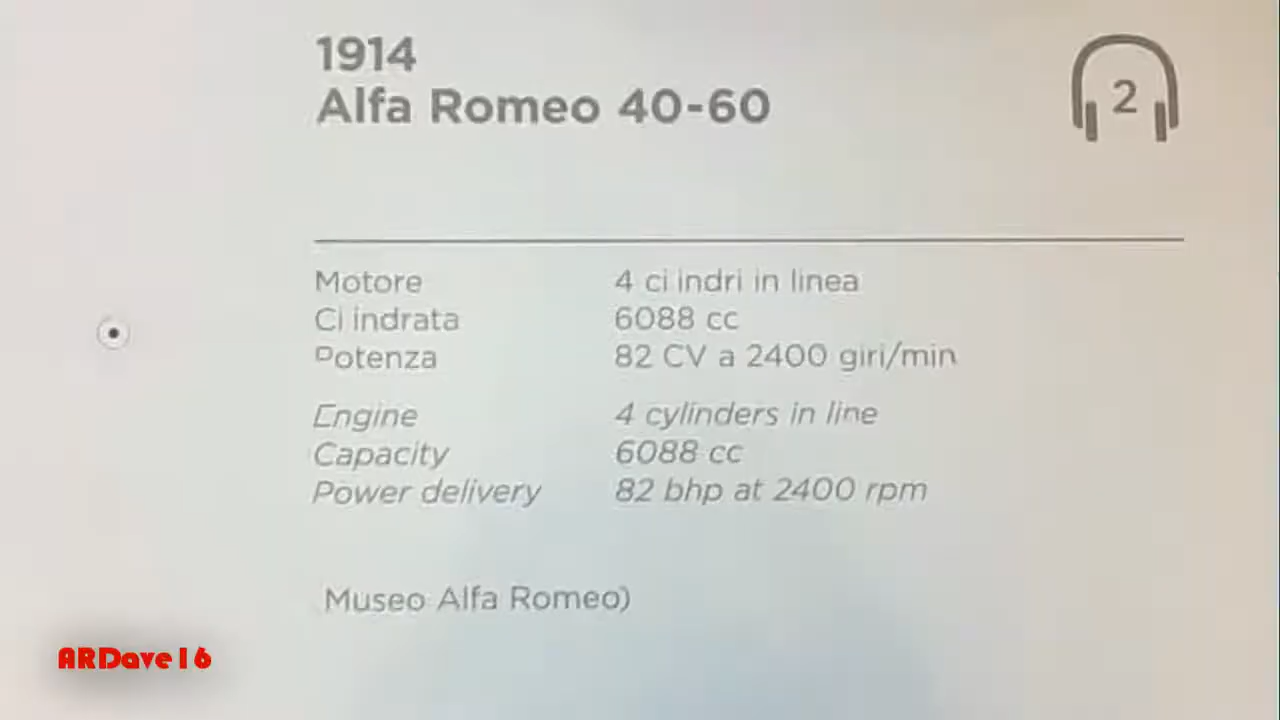 1914
Alfa Romeo 40-60
2
Motore 4 ci indri in linea
Ci indrata 6088 cc
Potenza 82 CV a 2400 giri/min
Engine 4 cylinders in line
Capacity 6088 cc
Power delivery 82 bhp at 2400 rpm
Museo Alfa Romeo)
ARDave16